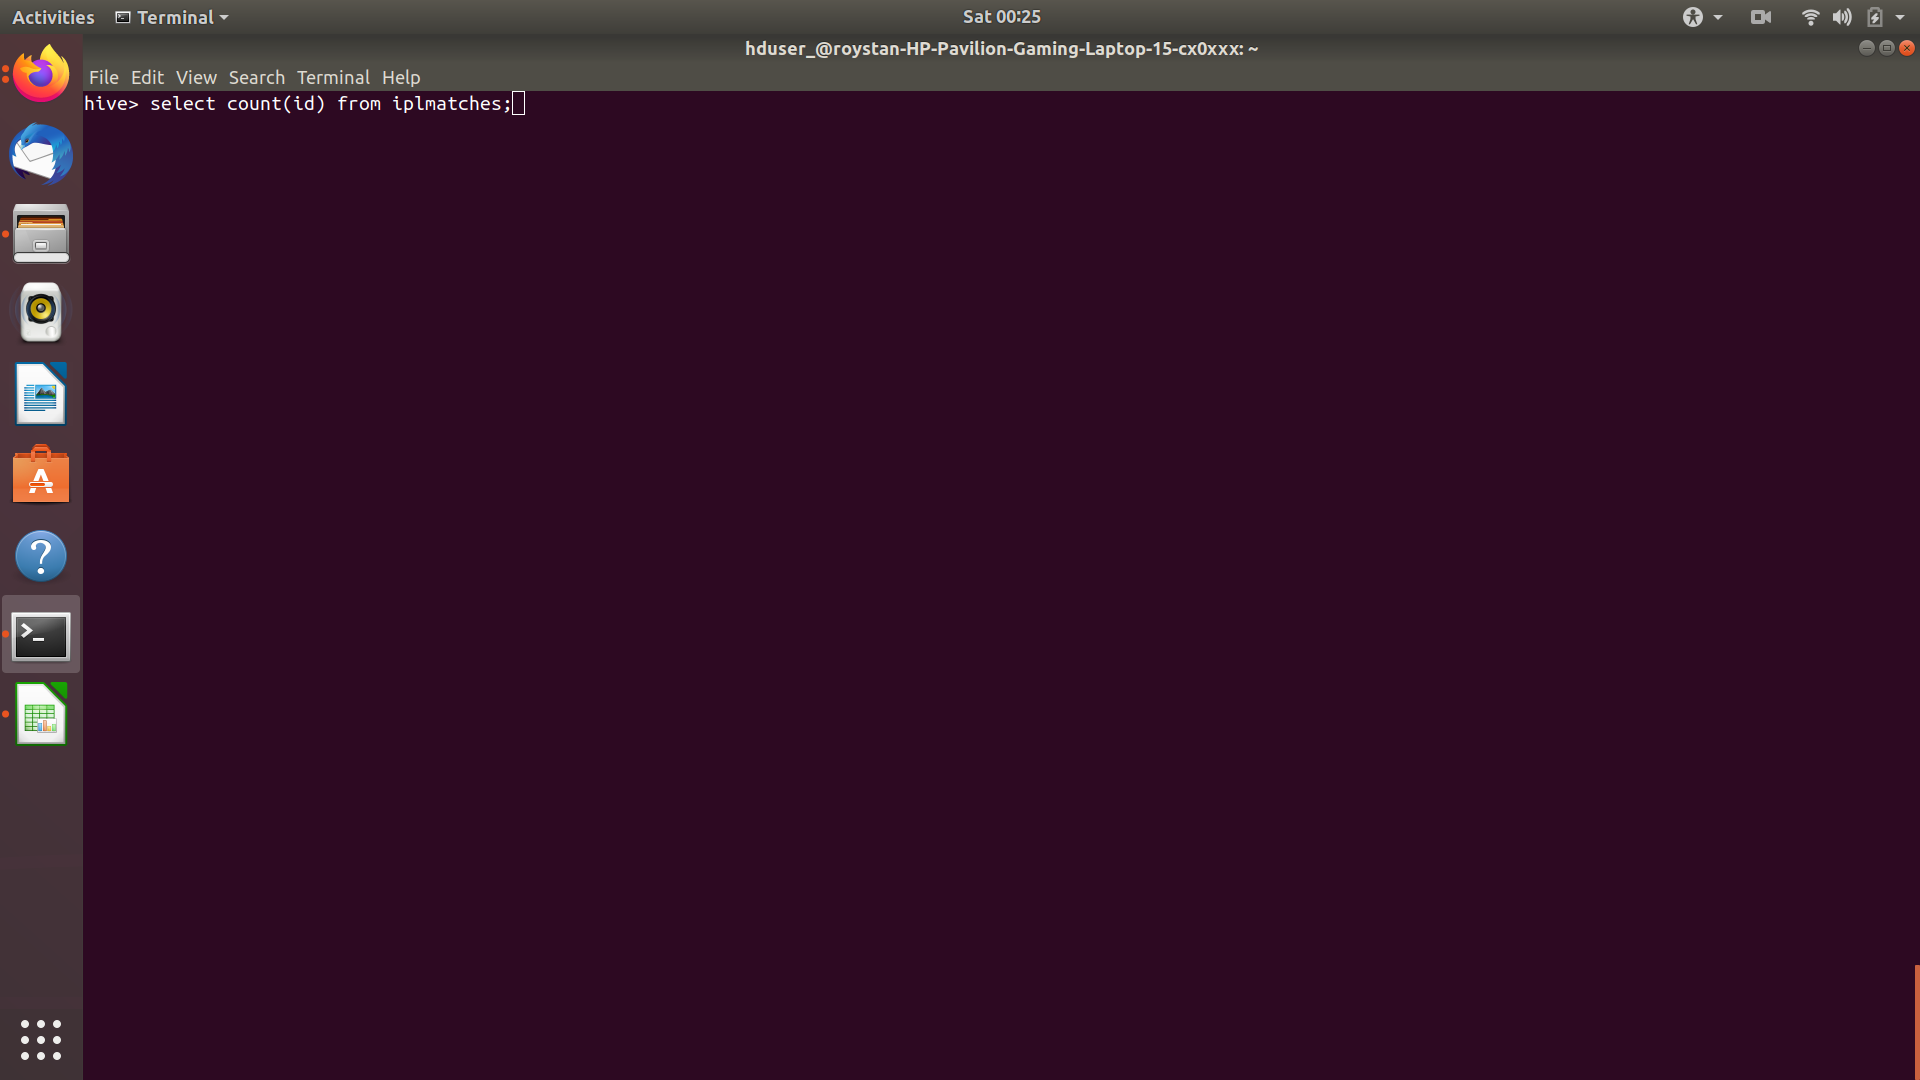 Activities Terminal Sat 00:25
hduser_@roystan-HP-Pavilion-Gaming-Laptop-15-cx0xxx: ~
File Edit View Search Terminal Help
hive> select count(id) from iplmatches;